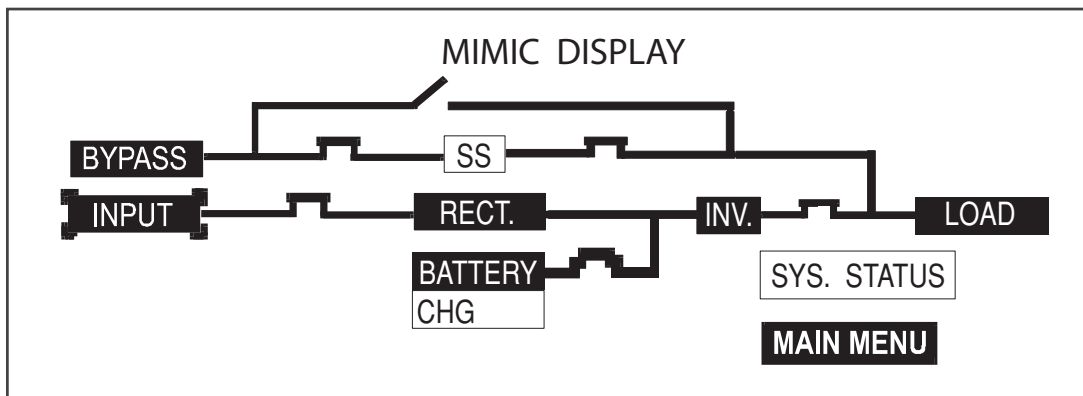 MIMIC DISPLAY
BYPASS
SS
INPUT
RECT.
INV.
LOAD
BATTERY
CHG
SYS. STATUS
MAIN MENU